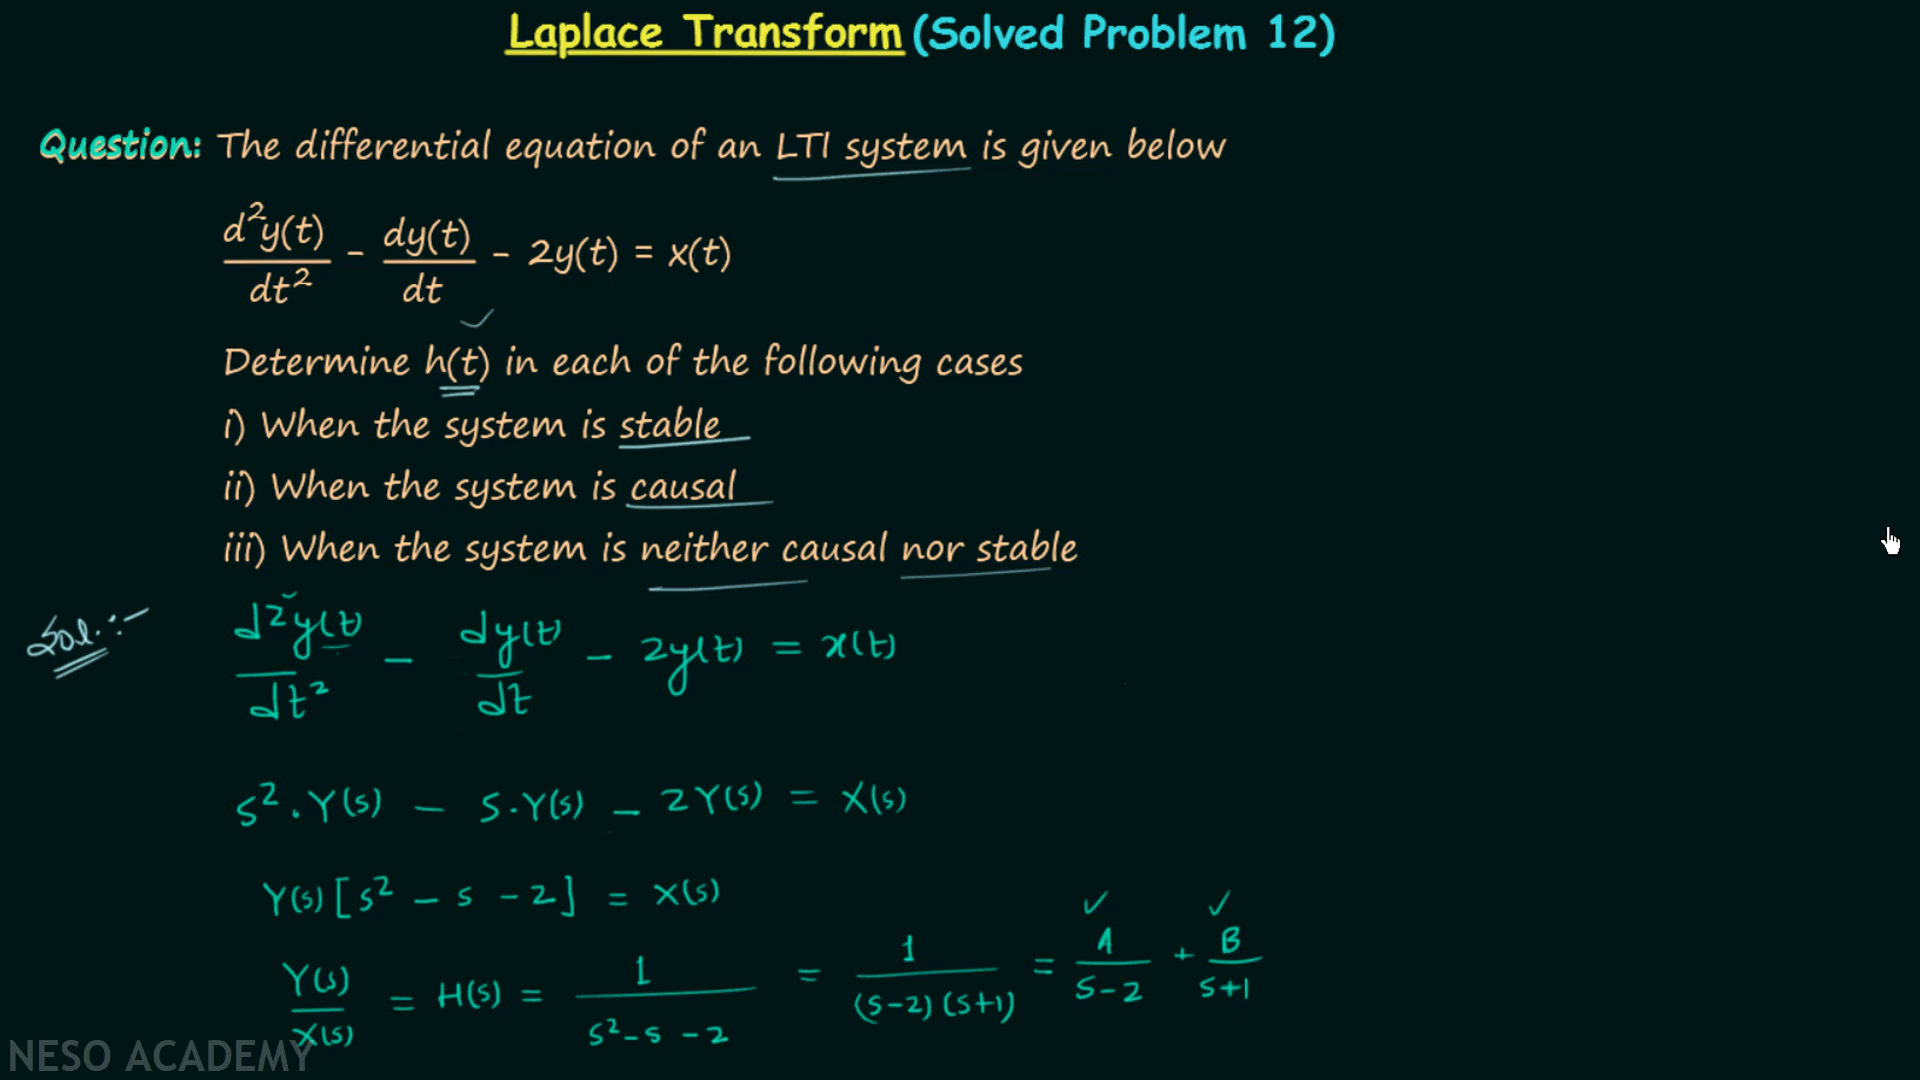 Laplace Transform (Solved Problem 12)
Question: The differential equation of an LTI system is given below
d²y(t)/dt² - dy(t)/dt - 2y(t) = x(t)
Determine h(t) in each of the following cases
i) When the system is stable
ii) When the system is causal
iii) When the system is neither causal nor stable
Sol.:-
d²y(t)/dt² - dy(t)/dt - 2y(t) = x(t)
s².Y(s) - s.Y(s) - 2Y(s) = X(s)
Y(s)[s² - s - 2] = X(s)
Y(s)/X(s) = H(s) = 1/(s² - s - 2) = 1/((s-2)(s+1)) = A/(s-2) + B/(s+1)
NESO ACADEMY